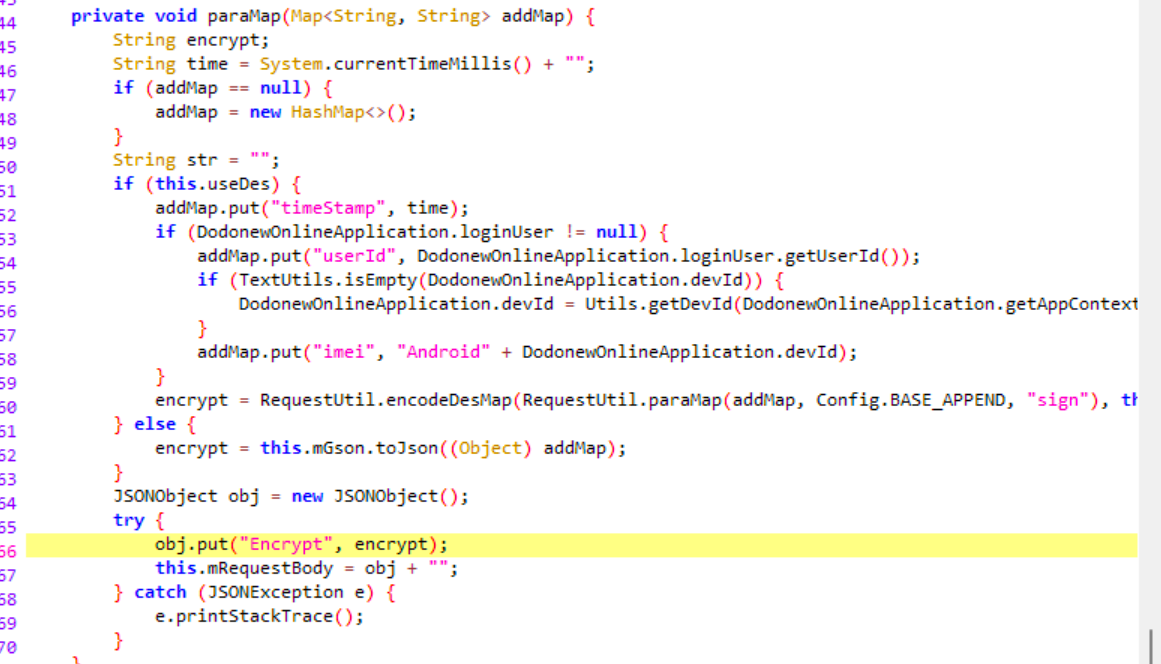 44 private void paraMap(Map<String, String> addMap) {
45 String encrypt;
46 String time = System.currentTimeMillis() + "";
47 if (addMap == null) {
48 addMap = new HashMap<>();
49 }
50 String str = "";
51 if (this.useDes) {
52 addMap.put("timeStamp", time);
53 if (DodonewOnlineApplication.loginUser != null) {
54 addMap.put("userId", DodonewOnlineApplication.loginUser.getUserId());
55 if (TextUtils.isEmpty(DodonewOnlineApplication.devId)) {
56 DodonewOnlineApplication.devId = Utils.getDevId(DodonewOnlineApplication.getAppContext
57 }
58 addMap.put("imei", "Android" + DodonewOnlineApplication.devId);
59 }
60 encrypt = RequestUtil.encodeDesMap(RequestUtil.paraMap(addMap, Config.BASE_APPEND, "sign"), th
61 } else {
62 encrypt = this.mGson.toJson((Object) addMap);
63 }
64 JSONObject obj = new JSONObject();
65 try {
66 obj.put("Encrypt", encrypt);
67 this.mRequestBody = obj + "";
68 } catch (JSONException e) {
69 e.printStackTrace();
70 }
}